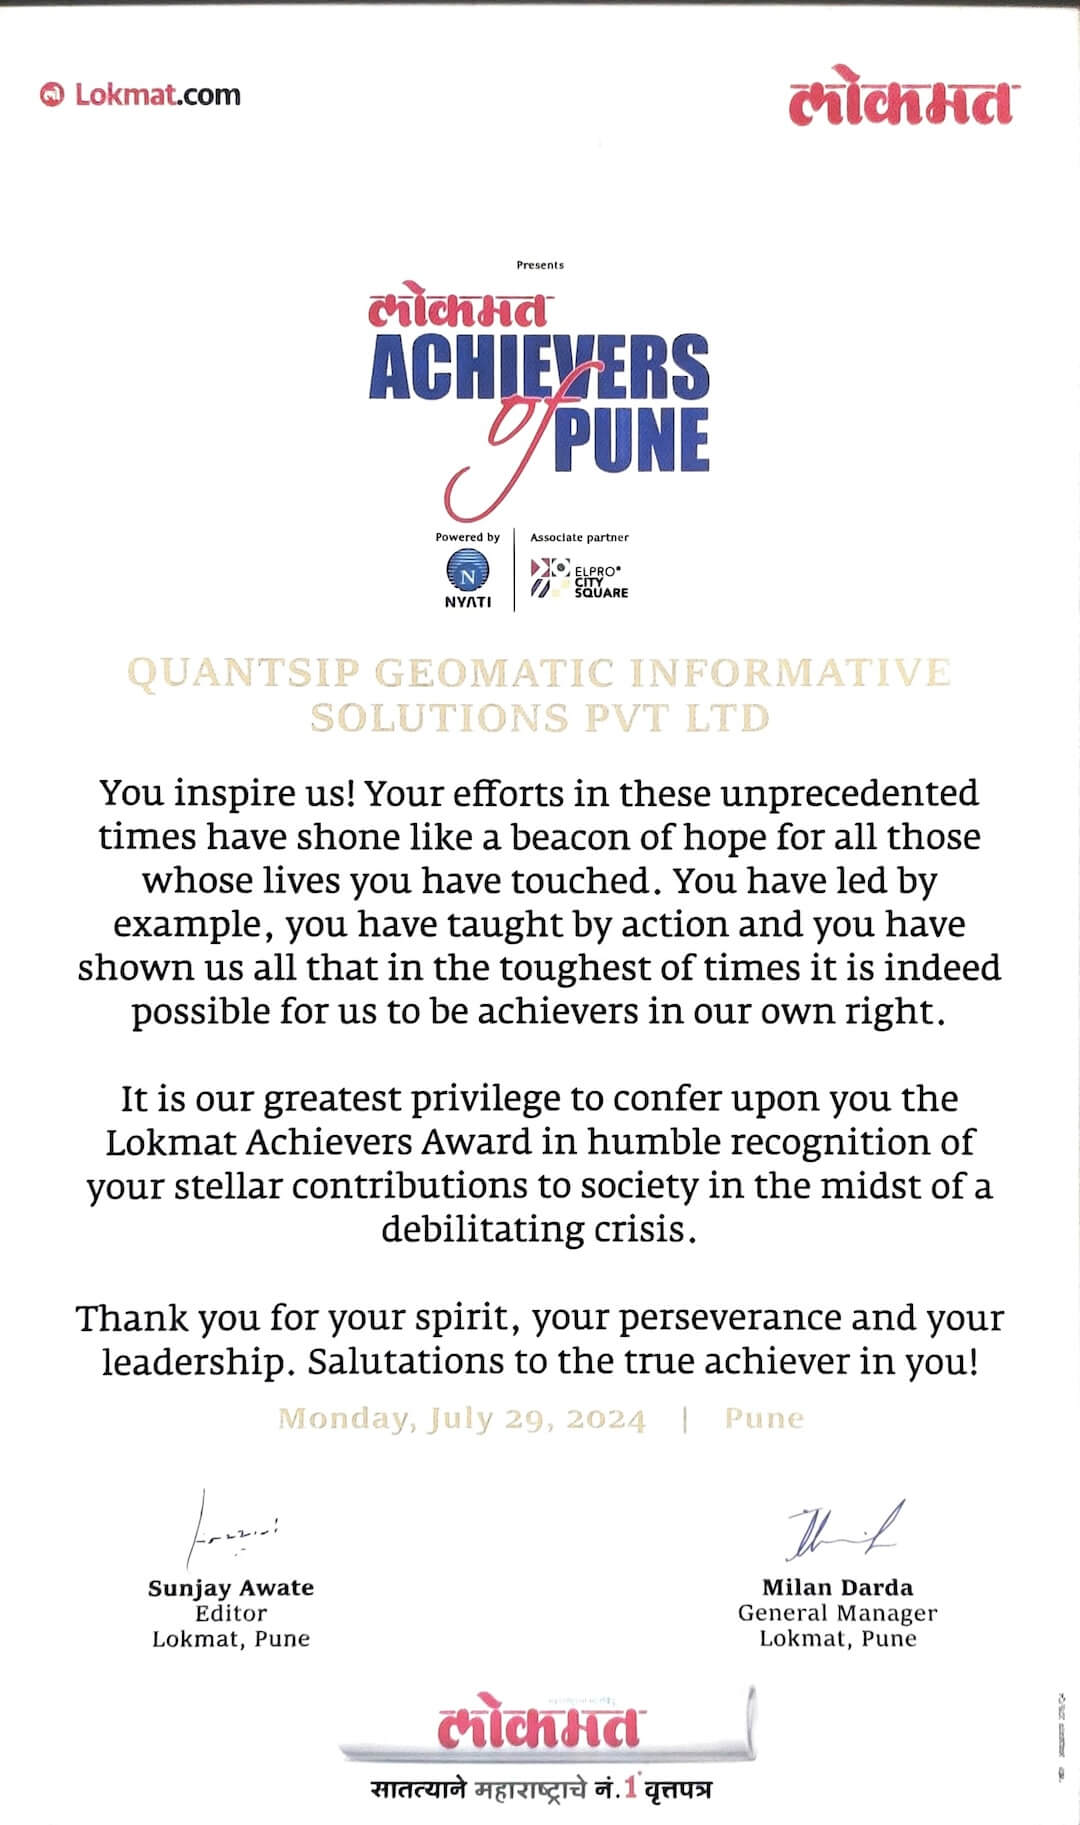 Lokmat.com
लोकमत
Presents
लोकमत
ACHIEVERS
of
PUNE
Powered by
Associate partner
N
NYATI
ELPRO
CITY
SQUARE
QUANTSIP GEOMATIC INFORMATIVE
SOLUTIONS PVT LTD
You inspire us! Your efforts in these unprecedented
times have shone like a beacon of hope for all those
whose lives you have touched. You have led by
example, you have taught by action and you have
shown us all that in the toughest of times it is indeed
possible for us to be achievers in our own right.
It is our greatest privilege to confer upon you the
Lokmat Achievers Award in humble recognition of
your stellar contributions to society in the midst of a
debilitating crisis.
Thank you for your spirit, your perseverance and your
leadership. Salutations to the true achiever in you!
Monday, July 29, 2024 | Pune
Sunjay Awate
Editor
Lokmat, Pune
Milan Darda
General Manager
Lokmat, Pune
लोकमत
सातत्याने महाराष्ट्राचे नं.1* वृत्तपत्र